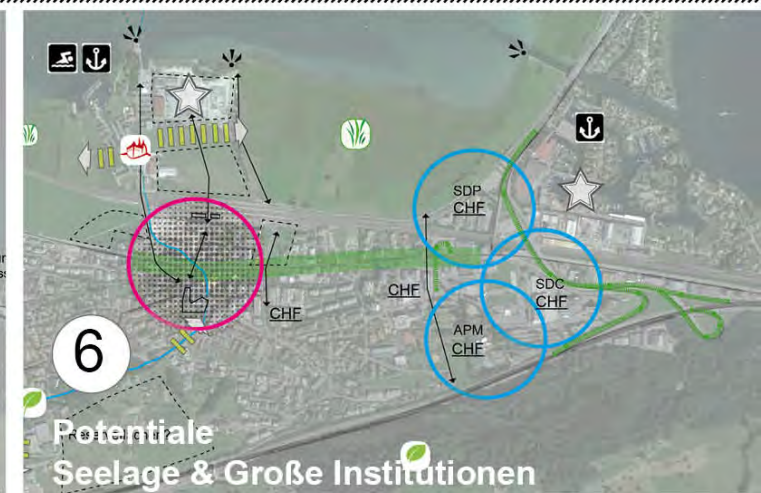 SDP
CHF
SDC
CHF
CHF
CHF
APM
CHF
6
Potentiale
Seelage & Große Institutionen